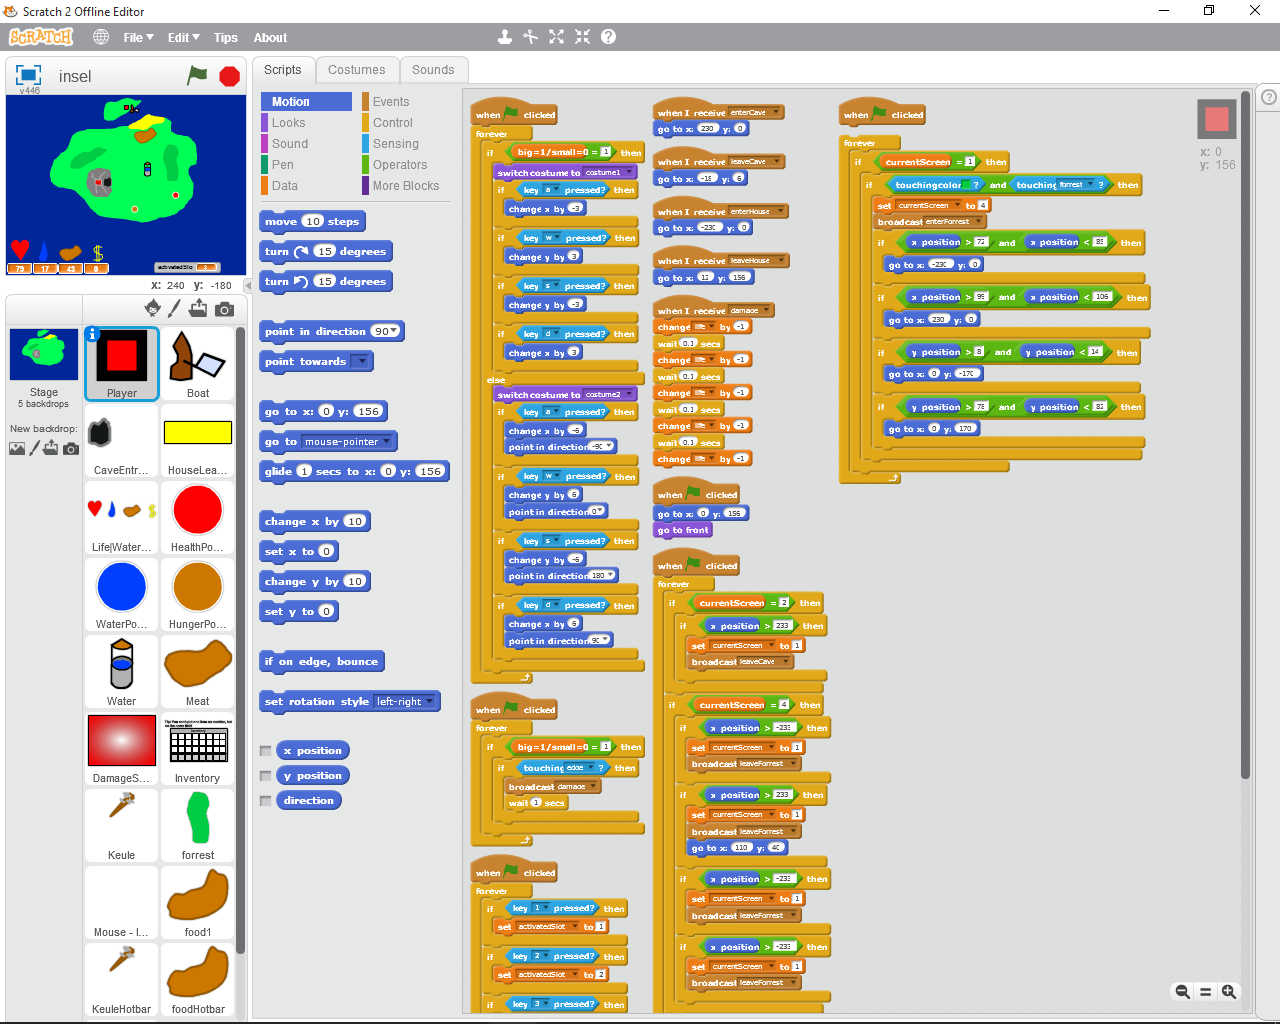 Scratch 2 Offline Editor
SCRATCH File Edit Tips About
insel
v446
79 17 43 0
activatedSlo
x: 240 y: -180
Stage
5 backdrops
New backdrop:
Player
Boat
CaveEntr...
HouseLea...
Life|Water...
HealthPo...
WaterPo...
HungerPo...
Water
Meat
DamageS...
Inventory
Keule
forrest
Mouse - I...
food1
KeuleHotbar
foodHotbar
Scripts Costumes Sounds
Motion Events
Looks Control
Sound Sensing
Pen Operators
Data More Blocks
move 10 steps
turn 15 degrees
turn 15 degrees
point in direction 90
point towards
go to x: 0 y: 156
go to mouse-pointer
glide 1 secs to x: 0 y: 156
change x by 10
set x to 0
change y by 10
set y to 0
if on edge, bounce
set rotation style left-right
x position
y position
direction
when clicked
forever
if big=1/small=0 = 1 then
switch costume to costume1
if key a pressed? then
change x by -3
if key w pressed? then
change y by 3
if key s pressed? then
change y by -3
if key d pressed? then
change x by 3
else
switch costume to costume2
if key a pressed? then
change x by -6
point in direction -90
if key w pressed? then
change y by 6
point in direction 0
if key s pressed? then
change y by -6
point in direction 180
if key d pressed? then
change x by 6
point in direction 90
when clicked
forever
if big=1/small=0 = 1 then
if touching edge ? then
broadcast damage
wait 1 secs
when clicked
forever
if key 1 pressed? then
set activatedSlot to 1
if key 2 pressed? then
set activatedSlot to 2
if key 3 pressed? then
when I receive enterCave
go to x: 230 y: 0
when I receive leaveCave
go to x: y: 6
when I receive enterHouse
go to x: -230 y: 0
when I receive leaveHouse
go to x: 12 y: 156
when I receive damage
change life by -1
wait 0.1 secs
change life by -1
wait 0.1 secs
change life by -1
wait 0.1 secs
change life by -1
wait 0.1 secs
change life by -1
when clicked
go to x: 0 y: 156
go to front
when clicked
forever
if currentScreen = 2 then
if x position > 233 then
set currentScreen to 1
broadcast leaveCave
if currentScreen = 4 then
if x position > -233 then
set currentScreen to 1
broadcast leaveForrest
if x position > 233 then
set currentScreen to 1
broadcast leaveForrest
go to x: 110 y: 40
if x position > -233 then
set currentScreen to 1
broadcast leaveForrest
if x position > -233 then
set currentScreen to 1
broadcast leaveForrest
when clicked
forever
if currentScreen = 1 then
if touching color ? and touching forrest ? then
set currentScreen to 4
broadcast enterForrest
if x position > 72 and x position < 85 then
go to x: -230 y: 0
if x position > 99 and x position < 106 then
go to x: 230 y: 0
if y position > 8 and y position < 14 then
go to x: 0 y: -170
if y position > 78 and y position < 82 then
go to x: 0 y: 170
x: 0
y: 156